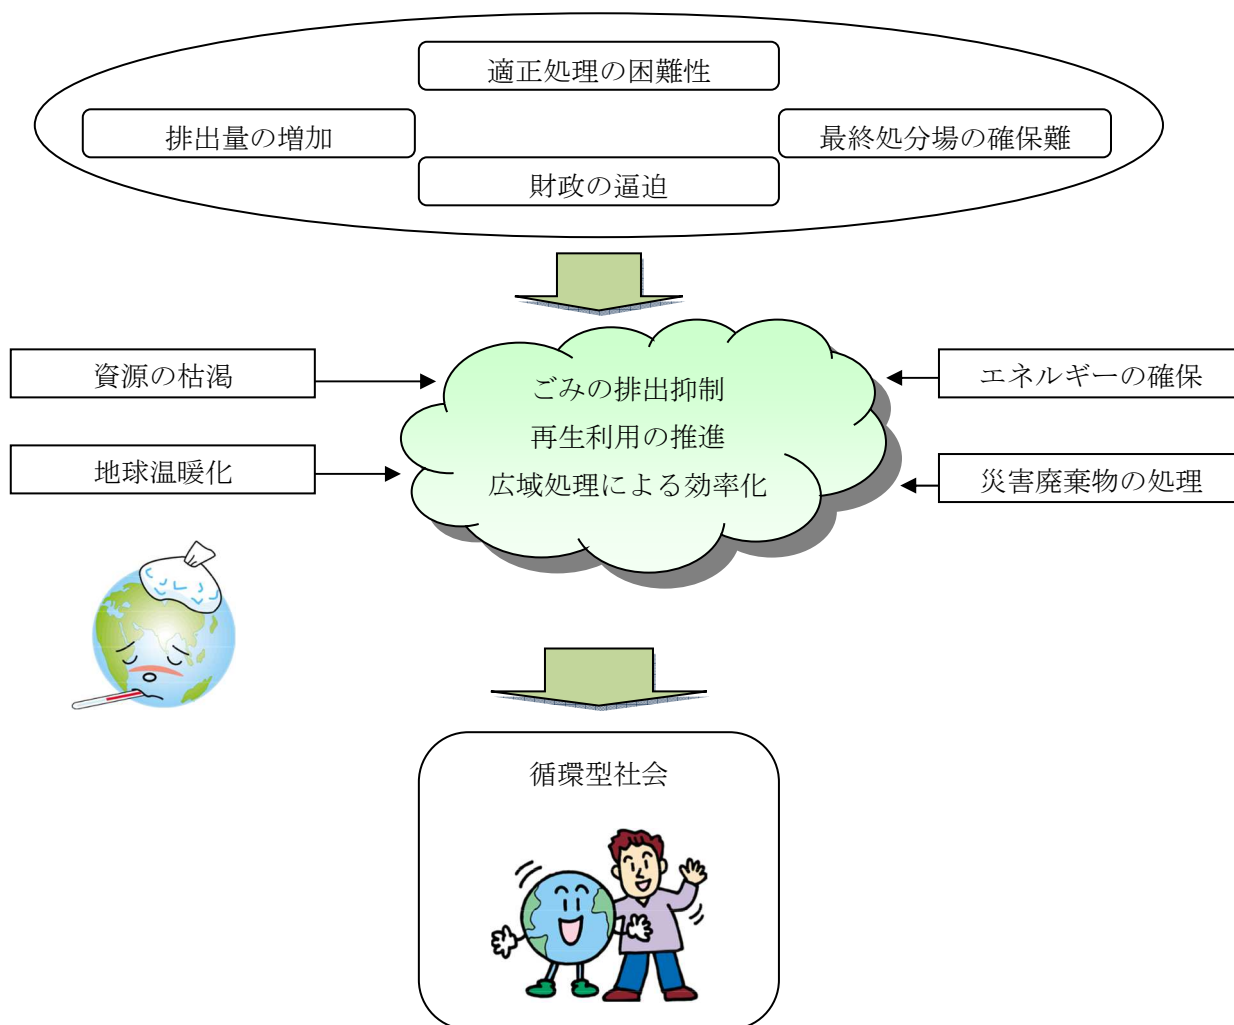 適正処理の困難性
排出量の増加
最終処分場の確保難
財政の逼迫
資源の枯渇
ごみの排出抑制
エネルギーの確保
再生利用の推進
地球温暖化
広域処理による効率化
災害廃棄物の処理
循環型社会